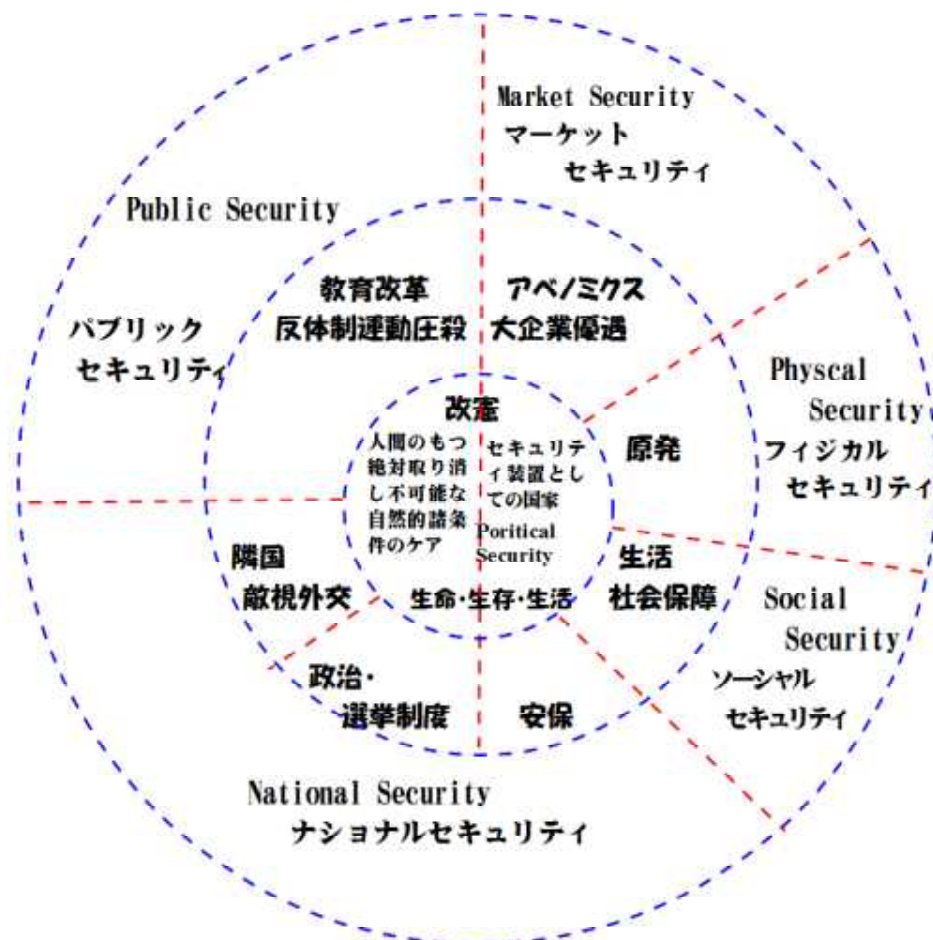 Market Security
マーケット
セキュリティ
Public Security
パブリック
セキュリティ
教育改革
反体制運動圧殺
アベノミクス
大企業優遇
Physcal
Security
フィジカル
セキュリティ
原発
改憲
人間のもつ
絶対取り消
し不可能な
自然的諸条
件のケア
セキュリテ
ィ装置とし
ての国家
Poritical
Security
生命・生存・生活
隣国
敵視外交
生活
社会保障
Social
Security
ソーシャル
セキュリティ
政治・
選挙制度
安保
National Security
ナショナルセキュリティ